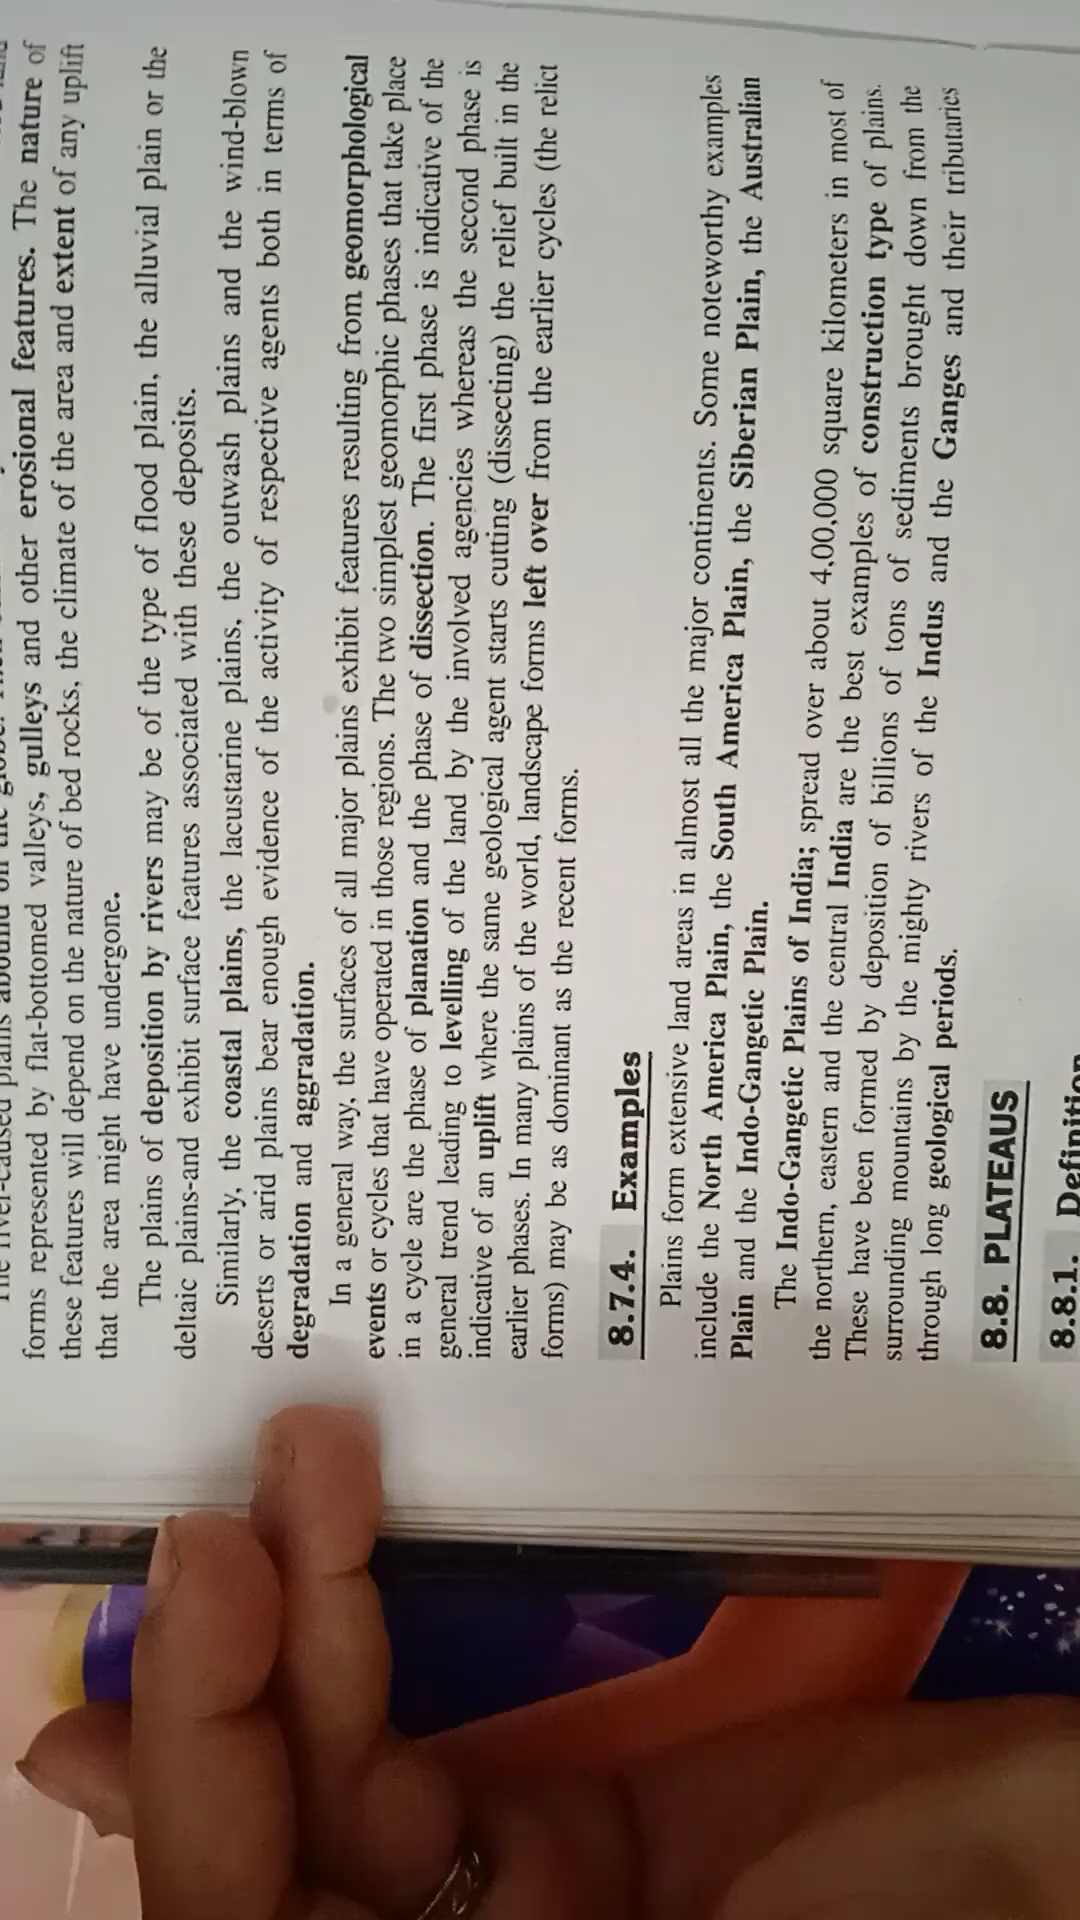 forms represented by flat-bottomed valleys, gulleys and other erosional features. The nature of
these features will depend on the nature of bed rocks, the climate of the area and extent of any uplift
that the area might have undergone.
The plains of deposition by rivers may be of the type of flood plain, the alluvial plain or the
deltaic plains-and exhibit surface features associated with these deposits.
Similarly, the coastal plains, the lacustarine plains, the outwash plains and the wind-blown
deserts or arid plains bear enough evidence of the activity of respective agents both in terms of
degradation and aggradation.
In a general way, the surfaces of all major plains exhibit features resulting from geomorphological
events or cycles that have operated in those regions. The two simplest geomorphic phases that take place
in a cycle are the phase of planation and the phase of dissection. The first phase is indicative of the
general trend leading to levelling of the land by the involved agencies whereas the second phase is
indicative of an uplift where the same geological agent starts cutting (dissecting) the relief built in the
earlier phases. In many plains of the world, landscape forms left over from the earlier cycles (the relict
forms) may be as dominant as the recent forms.
8.7.4. Examples
Plains form extensive land areas in almost all the major continents. Some noteworthy examples
include the North America Plain, the South America Plain, the Siberian Plain, the Australian
Plain and the Indo-Gangetic Plain.
The Indo-Gangetic Plains of India; spread over about 4,00,000 square kilometers in most of
the northern, eastern and the central India are the best examples of construction type of plains.
These have been formed by deposition of billions of tons of sediments brought down from the
surrounding mountains by the mighty rivers of the Indus and the Ganges and their tributaries
through long geological periods.
8.8. PLATEAUS
8.8.1. Definition